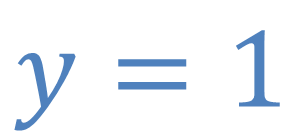 y = 1